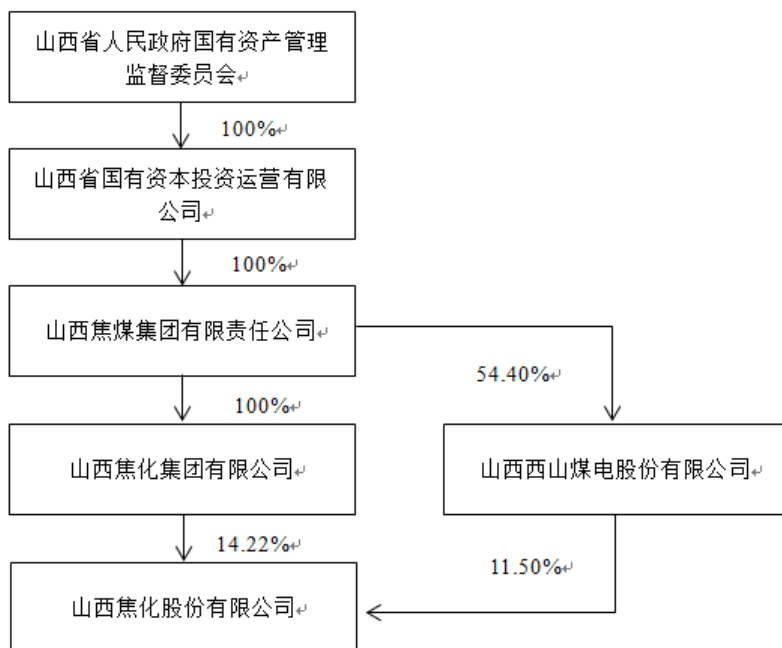 山西省人民政府国有资产管理
监督委员会
100%
山西省国有资本投资运营有限
公司
100%
山西焦煤集团有限责任公司
54.40%
100%
山西焦化集团有限公司
山西西山煤电股份有限公司
14.22%
11.50%
山西焦化股份有限公司